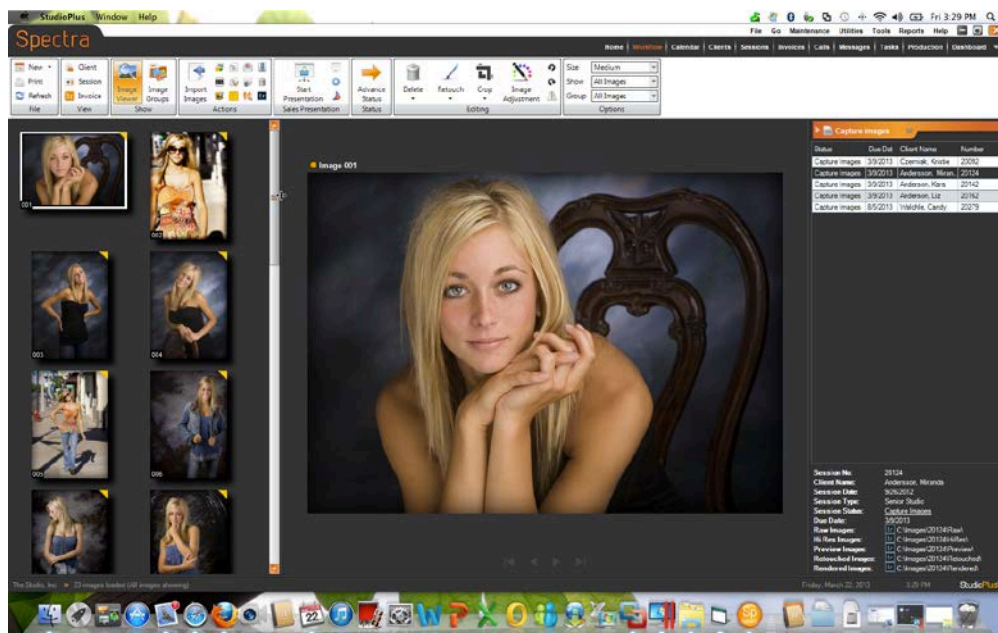 StudioPlus Window Help
Fri 3:29 PM
File Go Maintenance Utilities Tools Reports Help
Spectra
Home Workflow Calendar Clients Sessions Invoices Calls Messages Tasks Production Dashboard
New
Print
Refresh
File
Client
Session
Invoice
View
Image Viewer
Image Groups
Show
Import Images
Actions
Start Presentation
Sales Presentation
Advance Status
Status
Delete
Retouch
Crop
Image Adjustment
Editing
Size Medium
Show All Images
Group All Images
Options
001
002
003
004
005
006
Image 001
Capture Images
Status Due Dat Client Name Number
Capture Images 3/9/2013 Czerniak, Kristie 20092
Capture Images 3/9/2013 Andersson, Miran, 20124
Capture Images 3/9/2013 Anderson, Kara 20142
Capture Images 3/9/2013 Anderson, Liz 20162
Capture Images 8/5/2013 Walchle, Candy 20279
Session No: 20124
Client Name: Andersson, Miranda
Session Date: 9/26/2012
Session Type: Senior Studio
Session Status: Capture Images
Due Date: 3/9/2013
Raw Images: C:\Images\20124\Raw\
Hi Res Images: C:\Images\20124\HiRes\
Preview Images: C:\Images\20124\Preview\
Retouched Images: C:\Images\20124\Retouched\
Rendered Images: C:\Images\20124\Rendered\
The Studio, Inc. 23 images loaded (All images showing)
Friday, March 22, 2013 3:29 PM StudioPlus
22